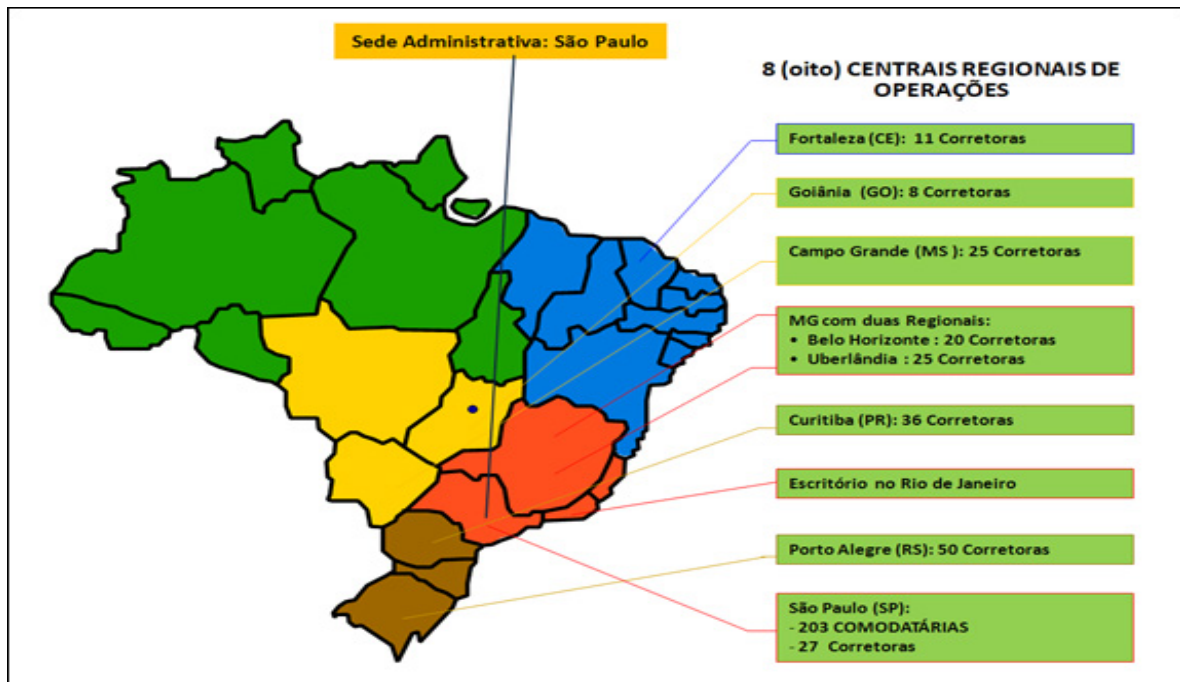 Sede Administrativa: São Paulo
8 (oito) CENTRAIS REGIONAIS DE
OPERAÇÕES
Fortaleza (CE): 11 Corretoras
Goiânia (GO): 8 Corretoras
Campo Grande (MS ): 25 Corretoras
MG com duas Regionais:
• Belo Horizonte : 20 Corretoras
• Uberlândia : 25 Corretoras
Curitiba (PR): 36 Corretoras
Escritório no Rio de Janeiro
Porto Alegre (RS): 50 Corretoras
São Paulo (SP):
- 203 COMODATÁRIAS
- 27 Corretoras